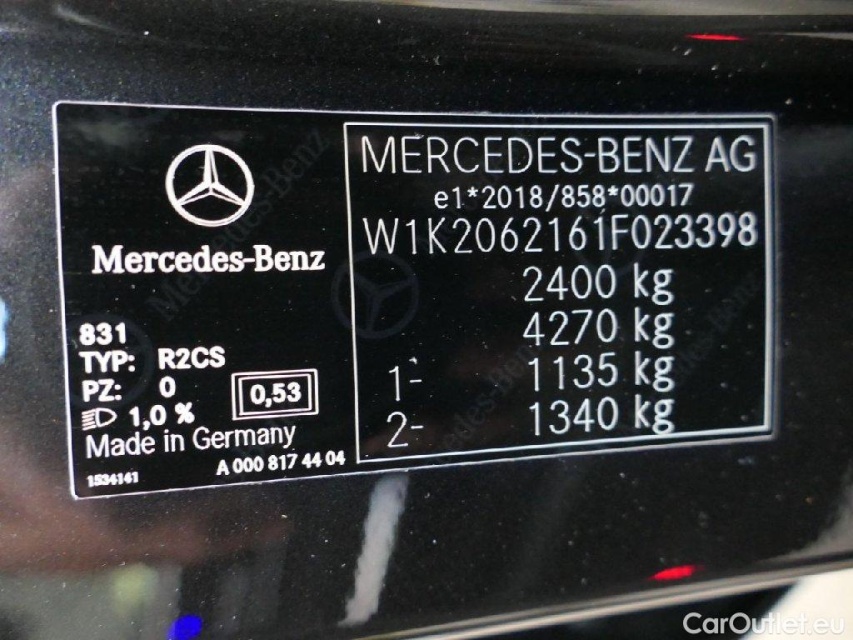 Mercedes-Benz
831
TYP: R2CS
PZ: 0
0,53
1,0 %
Made in Germany
1534141
A 000 817 44 04
MERCEDES-BENZ AG
e1*2018/858*00017
W1K2062161F023398
2400 kg
4270 kg
1- 1135 kg
2- 1340 kg
CarOutlet.eu